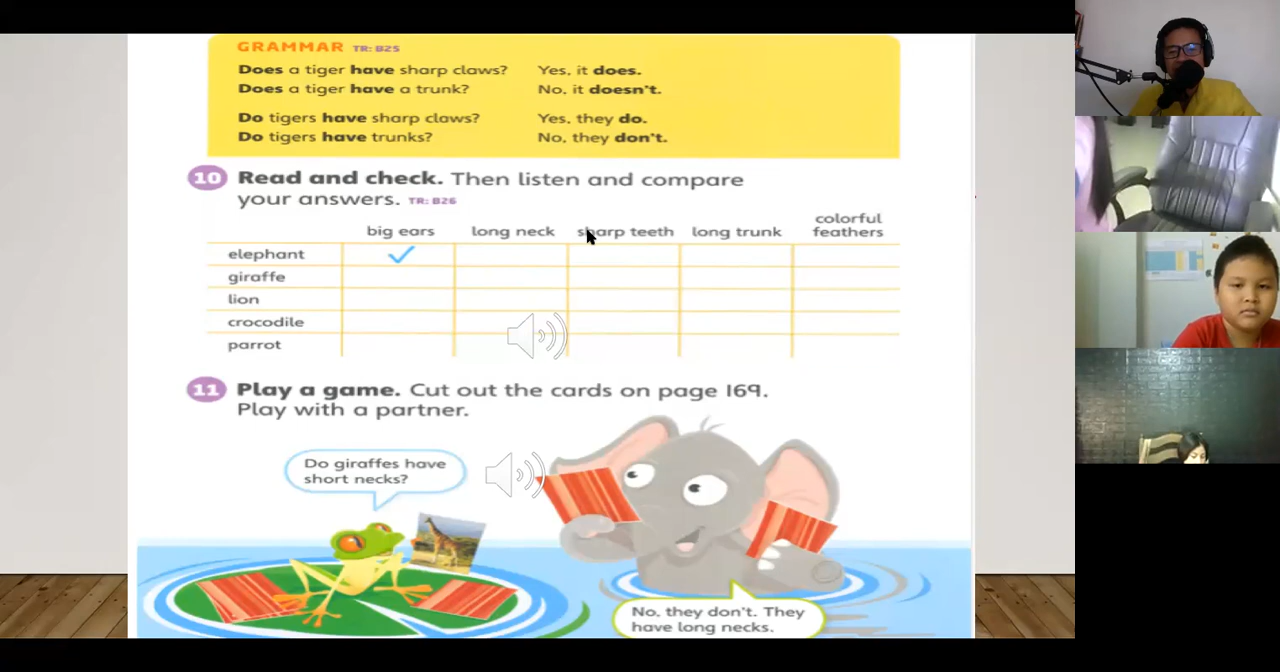 GRAMMAR TR: B25
Does a tiger have sharp claws? Yes, it does.
Does a tiger have a trunk? No, it doesn't.
Do tigers have sharp claws? Yes, they do.
Do tigers have trunks? No, they don't.
10 Read and check. Then listen and compare
your answers. TR: B26
big ears long neck sharp teeth long trunk colorful feathers
elephant
giraffe
lion
crocodile
parrot
11 Play a game. Cut out the cards on page 169.
Play with a partner.
Do giraffes have
short necks?
No, they don't. They
have long necks.